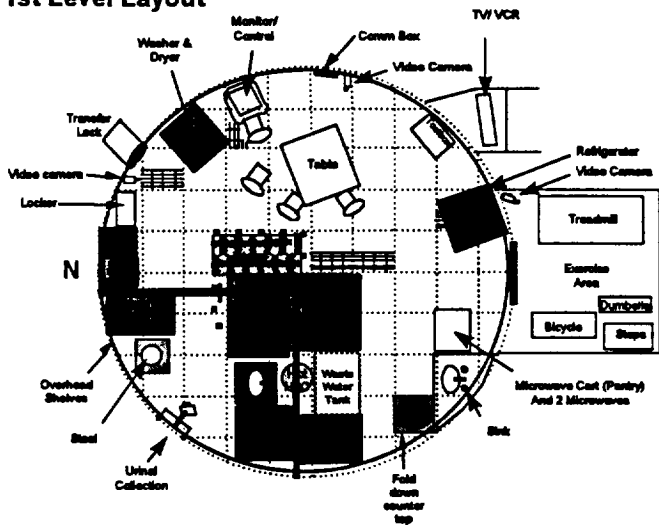 1st Level Layout
TV/ VCR
Monitor/
Control
Washer &
Dryer
Comm Box
Video Camera
Transfer
Lock
Table
Refrigerator
Video camera
Video Camera
Locker
Treadmill
N
Exercise
Area
Dumbells
Bicycle
Steps
Waste
Water
Tank
Overhead
Shelves
Microwave Cart (Pantry)
And 2 Microwaves
Stool
Sink
Urinal
Collection
Fold
down
counter
top